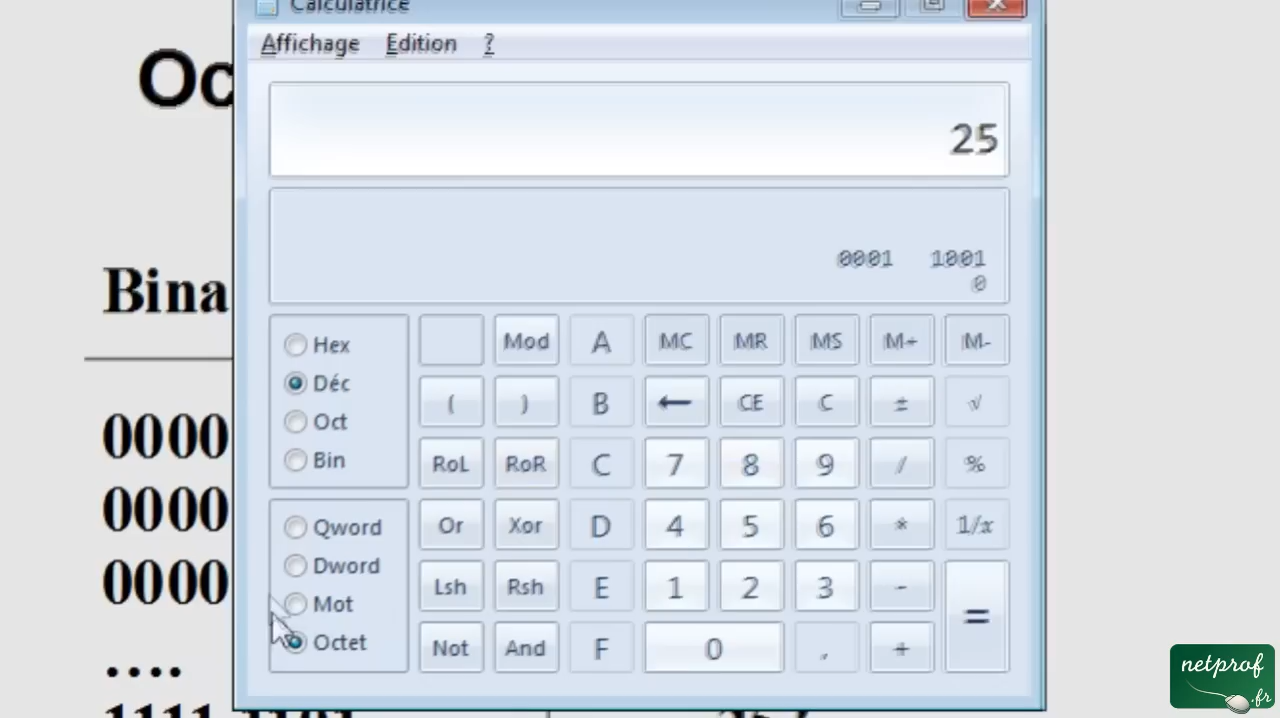 Calculatrice
Affichage Edition ?
Oc
25
0001 1001
0
Bina
Hex
Déc
Oct
Bin
Mod A MC MR MS M+ M-
( ) B ← CE C ± √
RoL RoR C 7 8 9 / %
Qword
Dword
Mot
Octet
Or Xor D 4 5 6 * 1/x
Lsh Rsh E 1 2 3 - =
Not And F 0 , +
0000
0000
0000
....
netprof
.fr